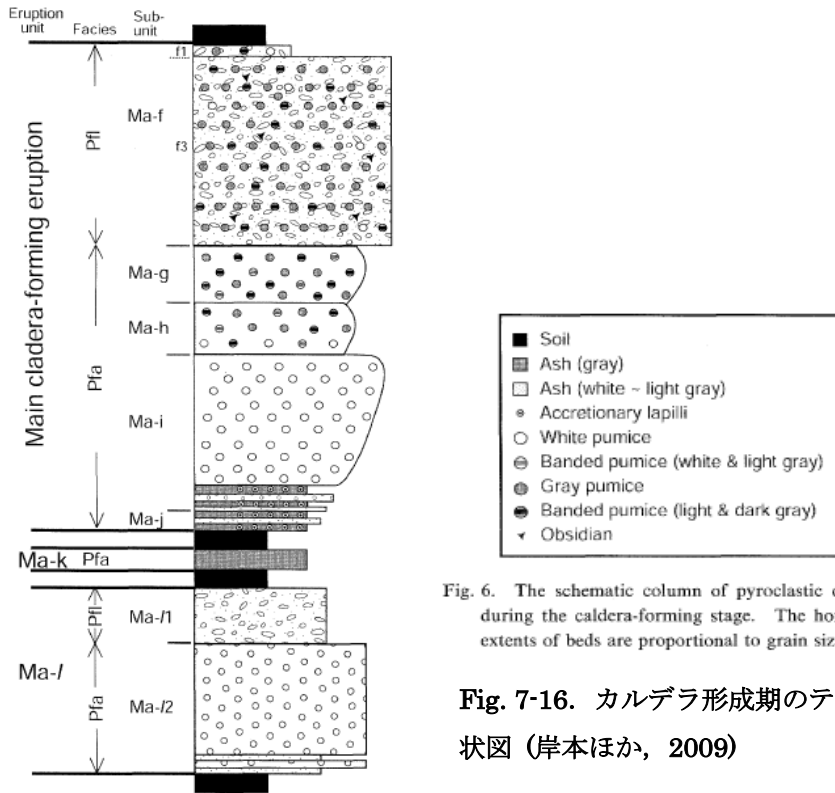 Eruption unit
Facies
Sub-unit
Main cladera-forming eruption
Pfl
Ma-f
f1
f3
Pfa
Ma-g
Ma-h
Ma-i
Ma-j
Ma-k
Pfa
Ma-l
Pfl
Ma-l1
Pfa
Ma-l2
Soil
Ash (gray)
Ash (white ~ light gray)
Accretionary lapilli
White pumice
Banded pumice (white & light gray)
Gray pumice
Banded pumice (light & dark gray)
Obsidian
Fig. 6. The schematic column of pyroclastic
during the caldera-forming stage. The
extents of beds are proportional to grain
Fig. 7-16. カルデラ形成期のテ
状図 (岸本ほか, 2009)